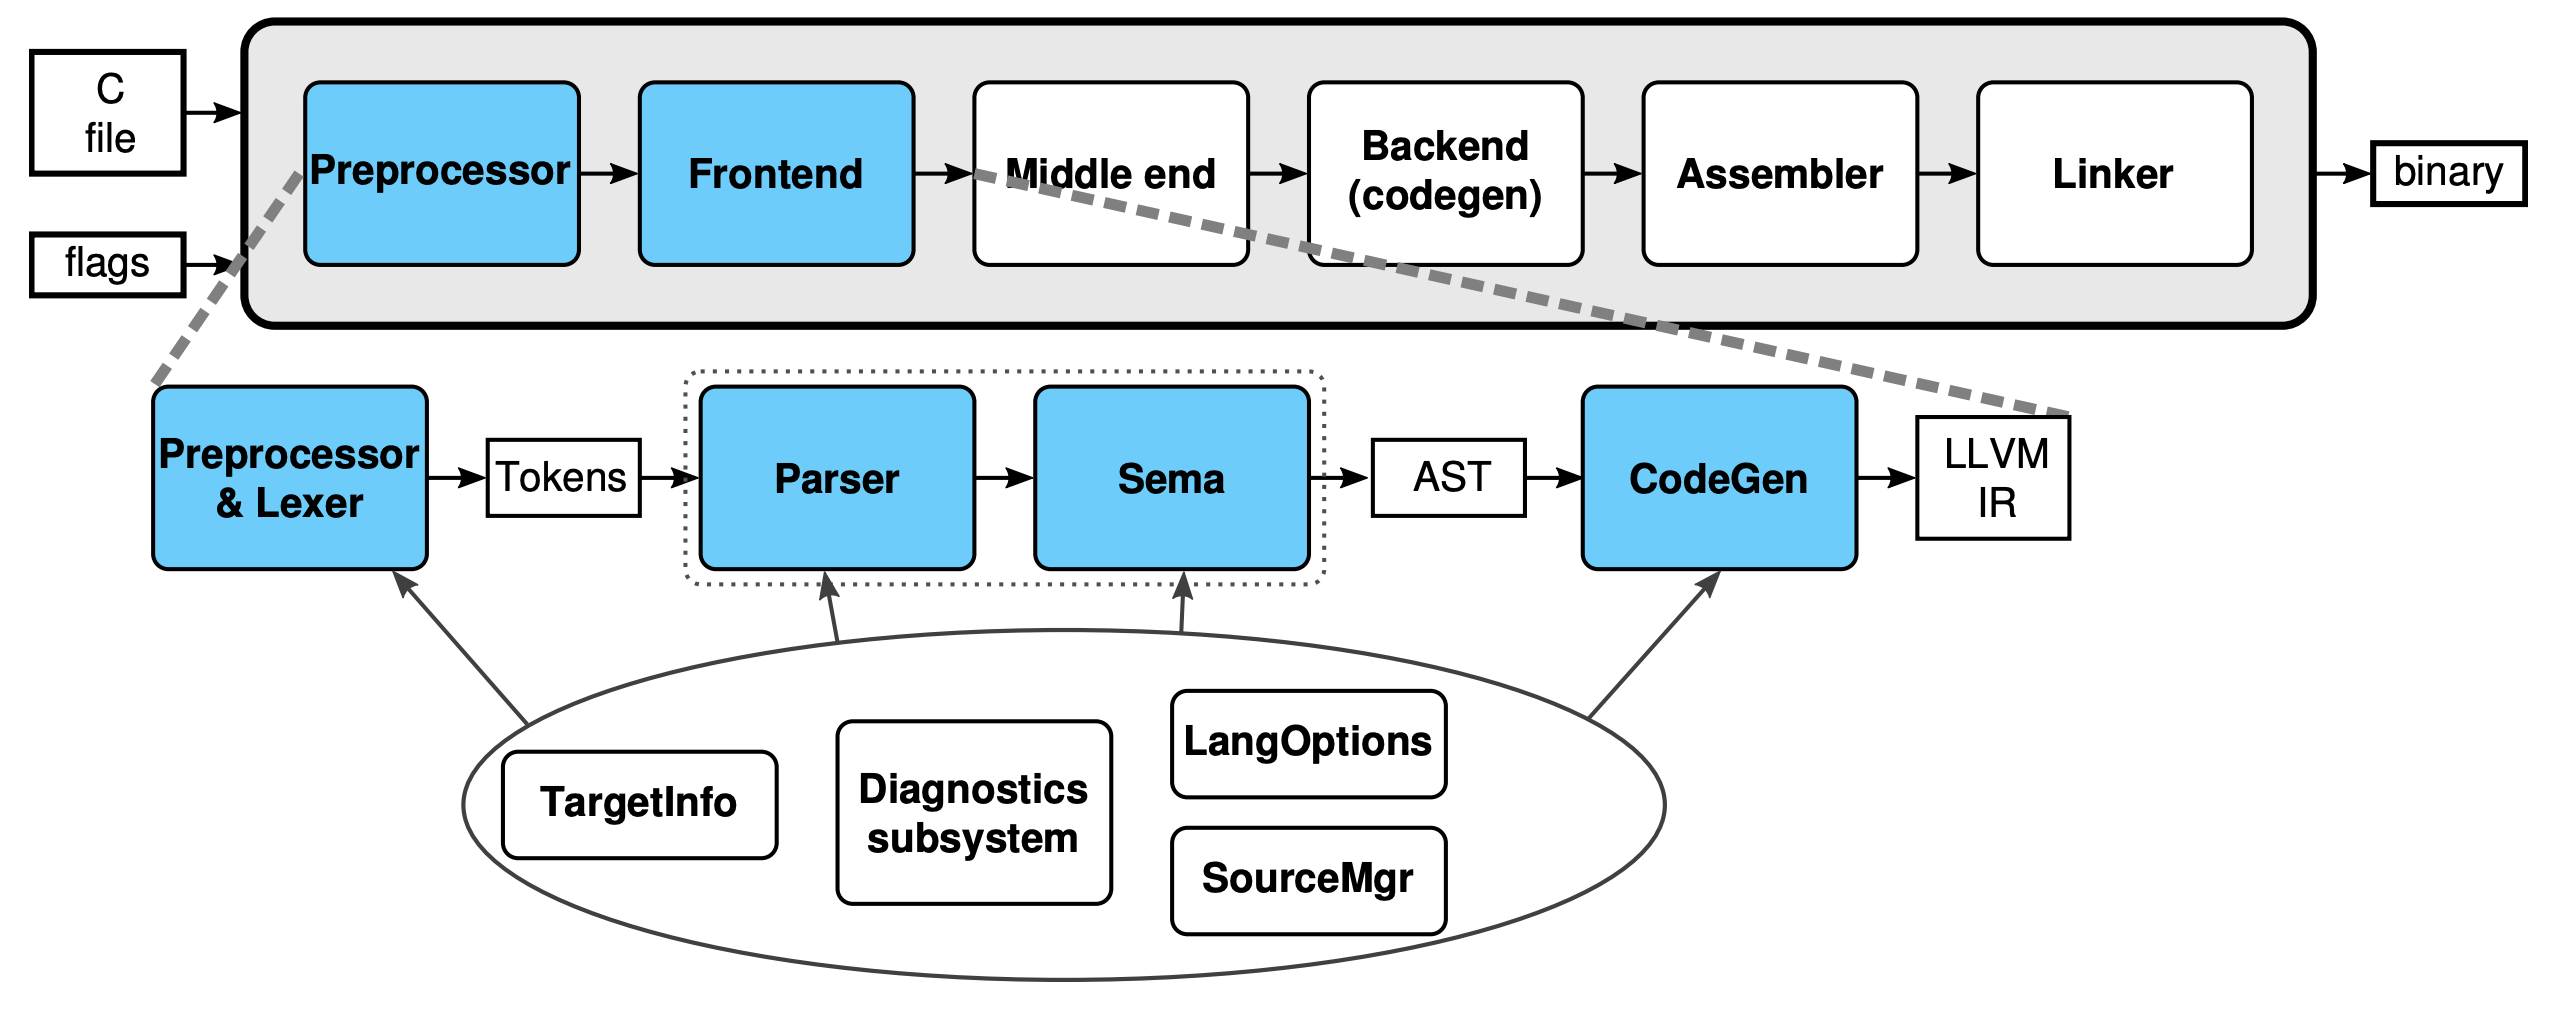 C
file
flags
Preprocessor
Frontend
Middle end
Backend
(codegen)
Assembler
Linker
binary
Preprocessor
& Lexer
Tokens
Parser
Sema
AST
CodeGen
LLVM
IR
TargetInfo
Diagnostics
subsystem
LangOptions
SourceMgr